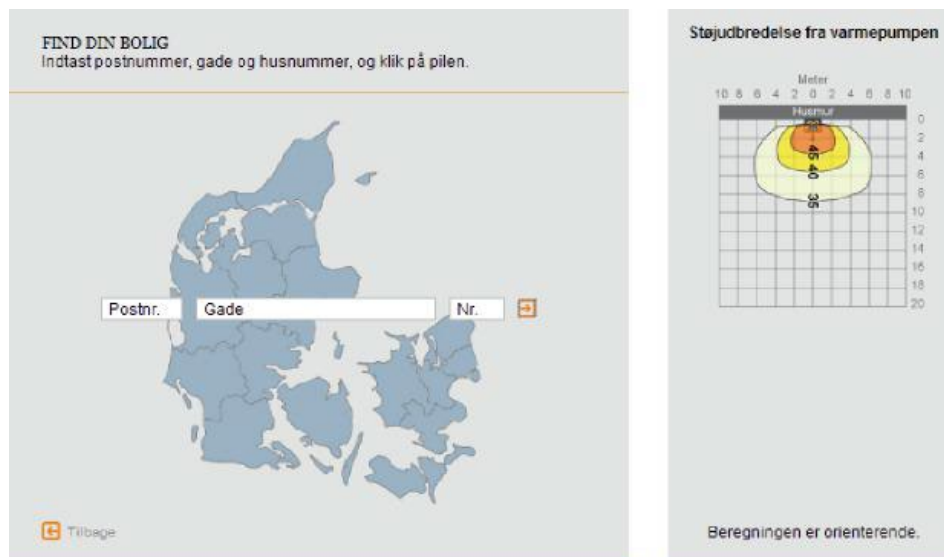 FIND DIN BOLIG
Indtast postnummer, gade og husnummer, og klik på pilen.
Postnr.
Gade
Nr.
Tilbage
Støjudbredelse fra varmepumpen
Meter
10 8 6 4 2 0 2 4 6 8 10
Husmur
0
2
4
6
8
10
12
14
16
18
20
45
40
35
Beregningen er orienterende.